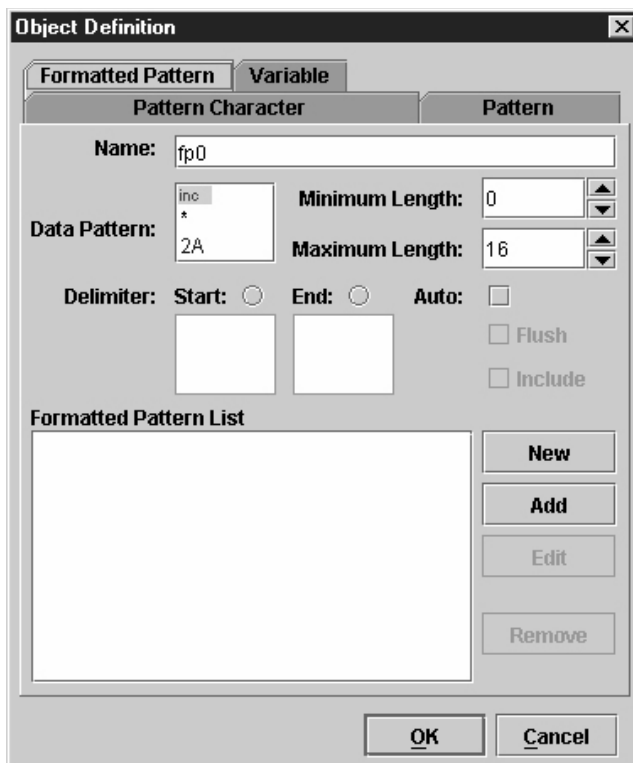 Object Definition
Formatted Pattern Variable
Pattern Character Pattern
Name: fp0
Data Pattern: inc
*
2A
Minimum Length: 0
Maximum Length: 16
Delimiter: Start: End: Auto:
Flush
Include
Formatted Pattern List
New
Add
Edit
Remove
OK Cancel